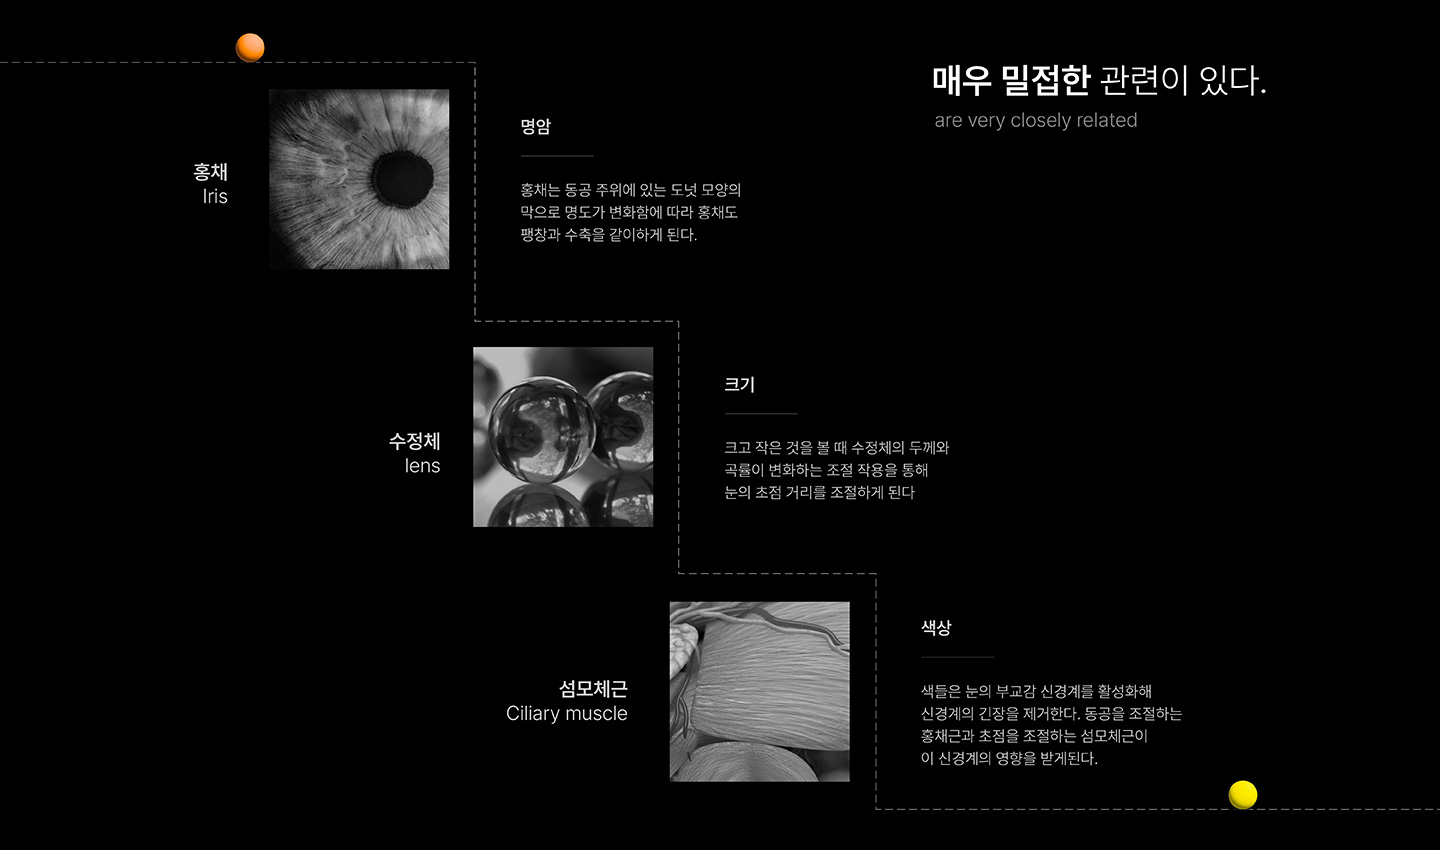 매우 밀접한 관련이 있다.
are very closely related
홍채
Iris
명암
홍채는 동공 주위에 있는 도넛 모양의
막으로 명도가 변화함에 따라 홍채도
팽창과 수축을 같이하게 된다.
수정체
lens
크기
크고 작은 것을 볼 때 수정체의 두께와
곡률이 변화하는 조절 작용을 통해
눈의 초점 거리를 조절하게 된다
섬모체근
Ciliary muscle
색상
색들은 눈의 부교감 신경계를 활성화해
신경계의 긴장을 제거한다. 동공을 조절하는
홍채근과 초점을 조절하는 섬모체근이
이 신경계의 영향을 받게된다.